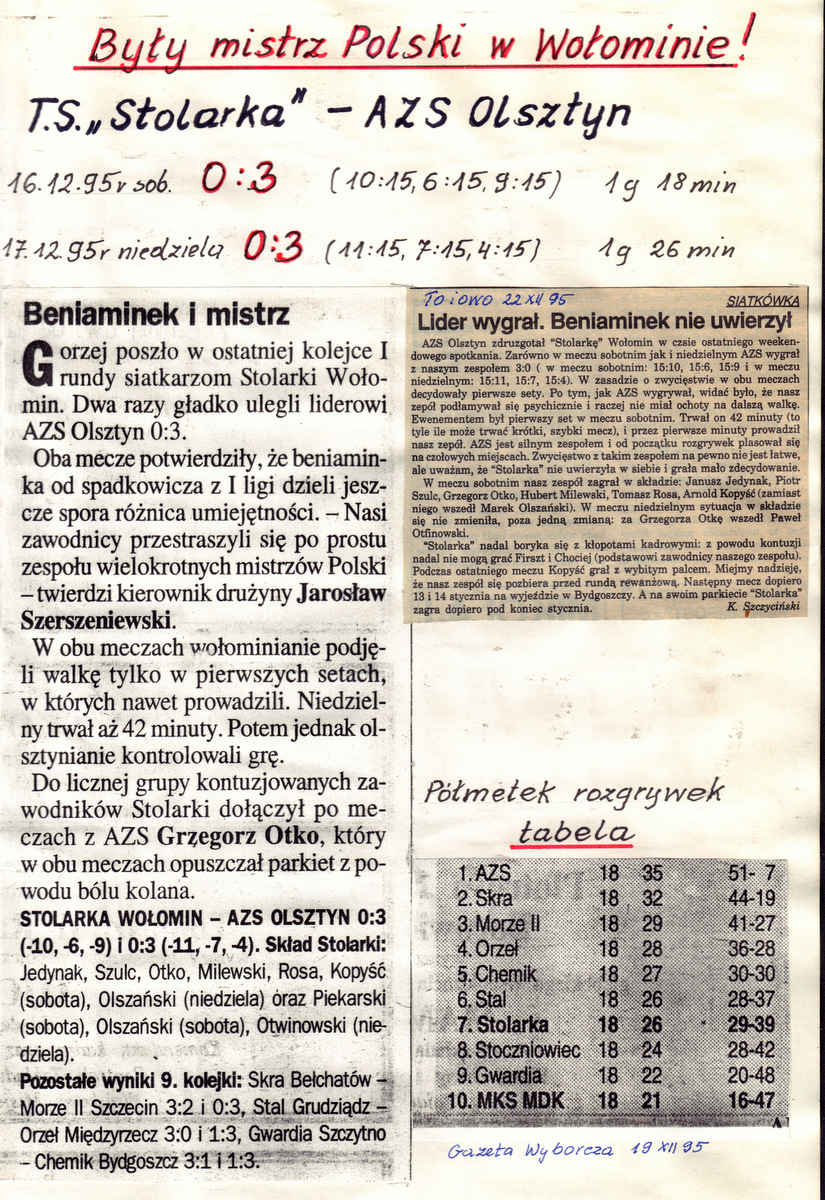 Były mistrz Polski w Wołominie!
T.S. „Stolarka” – AZS Olsztyn
16.12.95r sob. 0:3 (10:15, 6:15, 9:15) 1g 18min
17.12.95r niedziela 0:3 (11:15, 7:15, 4:15) 1g 26 min
Beniaminek i mistrz
Gorzej poszło w ostatniej kolejce I
rundy siatkarzom Stolarki Woło-
min. Dwa razy gładko ulegli liderowi
AZS Olsztyn 0:3.
Oba mecze potwierdziły, że beniamin-
ka od spadkowicza z I ligi dzieli jesz-
cze spora różnica umiejętności. – Nasi
zawodnicy przestraszyli się po prostu
zespołu wielokrotnych mistrzów Polski
– twierdzi kierownik drużyny Jarosław
Szerszeniewski.
W obu meczach wołominianie podję-
li walkę tylko w pierwszych setach,
w których nawet prowadzili. Niedziel-
ny trwał aż 42 minuty. Potem jednak ol-
sztynianie kontrolowali grę.
Do licznej grupy kontuzjowanych za-
wodników Stolarki dołączył po me-
czach z AZS Grzegorz Otko, który
w obu meczach opuszczał parkiet z po-
wodu bólu kolana.
STOLARKA WOŁOMIN – AZS OLSZTYN 0:3
(-10, -6, -9) i 0:3 (-11, -7, -4). Skład Stolarki:
Jedynak, Szulc, Otko, Milewski, Rosa, Kopyść
(sobota), Olszański (niedziela) oraz Piekarski
(sobota), Olszański (sobota), Otwinowski (nie-
dziela).
Pozostałe wyniki 9. kolejki: Skra Bełchatów –
Morze II Szczecin 3:2 i 0:3, Stal Grudziądz –
Orzeł Międzyrzecz 3:0 i 1:3, Gwardia Szczytno
– Chemik Bydgoszcz 3:1 i 1:3.
To i owo 22 XII 95
SIATKÓWKA
Lider wygrał. Beniaminek nie uwierzył
AZS Olsztyn zdruzgotał “Stolarkę” Wołomin w czsie ostatniego weeken-
dowego spotkania. Zarówno w meczu sobotnim jak i niedzielnym AZS wygrał
z naszym zespołem 3:0 ( w meczu sobotnim: 15:10, 15:6, 15:9 i w meczu
niedzielnym: 15:11, 15:7, 15:4). W zasadzie o zwycięstwie w obu meczach
decydowały pierwsze sety. Po tym, jak AZS wygrywał, widać było, że nasz
zepół podłamywał się psychicznie i raczej nie miał ochoty na dalszą walkę.
Ewenementem był pierwszy set w meczu sobotnim. Trwał on 42 minuty (to
tyle ile może trwać krótki, szybki mecz), i przez pierwsze minuty prowadził
nasz zepół. AZS jest silnym zespołem i od początku rozgrywek plasował się
na czołowych miejscach. Zwycięstwo z takim zespołem na pewno nie jest łatwe,
ale uważam, że “Stolarka” nie uwierzyła w siebie i grała mało zdecydowanie.
W meczu sobotnim nasz zespół zagrał w składzie: Janusz Jedynak, Piotr
Szulc, Grzegorz Otko, Hubert Milewski, Tomasz Rosa, Arnold Kopyść (zamiast
niego wszedł Marek Olszański). W meczu niedzielnym sytuacja w składzie
się nie zmieniła, poza jedną zmianą: za Grzegorza Otkę wszedł Paweł
Otfinowski.
“Stolarka” nadal boryka się z kłopotami kadrowymi: z powodu kontuzji
nadal nie mogą grać Firszt i Chociej (podstawowi zawodnicy naszego zespołu).
Podczas ostatniego meczu Kopyść grał z wybitym palcem. Miejmy nadzieję,
że nasz zespół się pozbiera przed rundą rewanżową. Następny mecz dopiero
13 i 14 stycznia na wyjeździe w Bydgoszczy. A na swoim parkiecie “Stolarka”
zagra dopiero pod koniec stycznia. K. Szczyciński
Półmetek rozgrywek
tabela
1. AZS 18 35 51- 7
2. Skra 18 32 44-19
3. Morze II 18 29 41-27
4. Orzeł 18 28 36-28
5. Chemik 18 27 30-30
6. Stal 18 26 28-37
7. Stolarka 18 26 29-39
8. Stoczniowiec 18 24 28-42
9. Gwardia 18 22 20-48
10. MKS MDK 18 21 16-47
Gazeta Wyborcza 19 XII 95